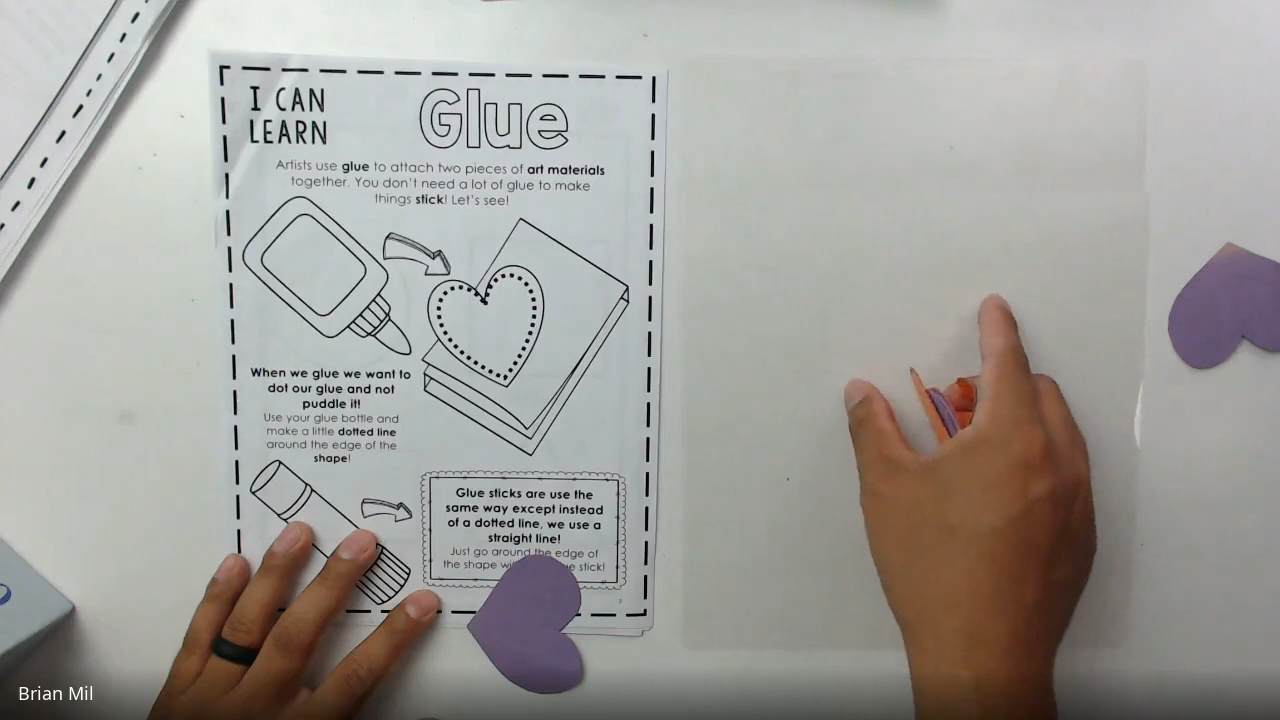 I CAN
LEARN
Glue
Artists use glue to attach two pieces of art materials
together. You don't need a lot of glue to make
things stick! Let's see!
When we glue we want to
dot our glue and not
puddle it!
Use your glue bottle and
make a little dotted line
around the edge of the
shape!
Glue sticks are use the
same way except instead
of a dotted line, we use a
straight line!
Just go around the edge of
the shape stick!
Brian Mil